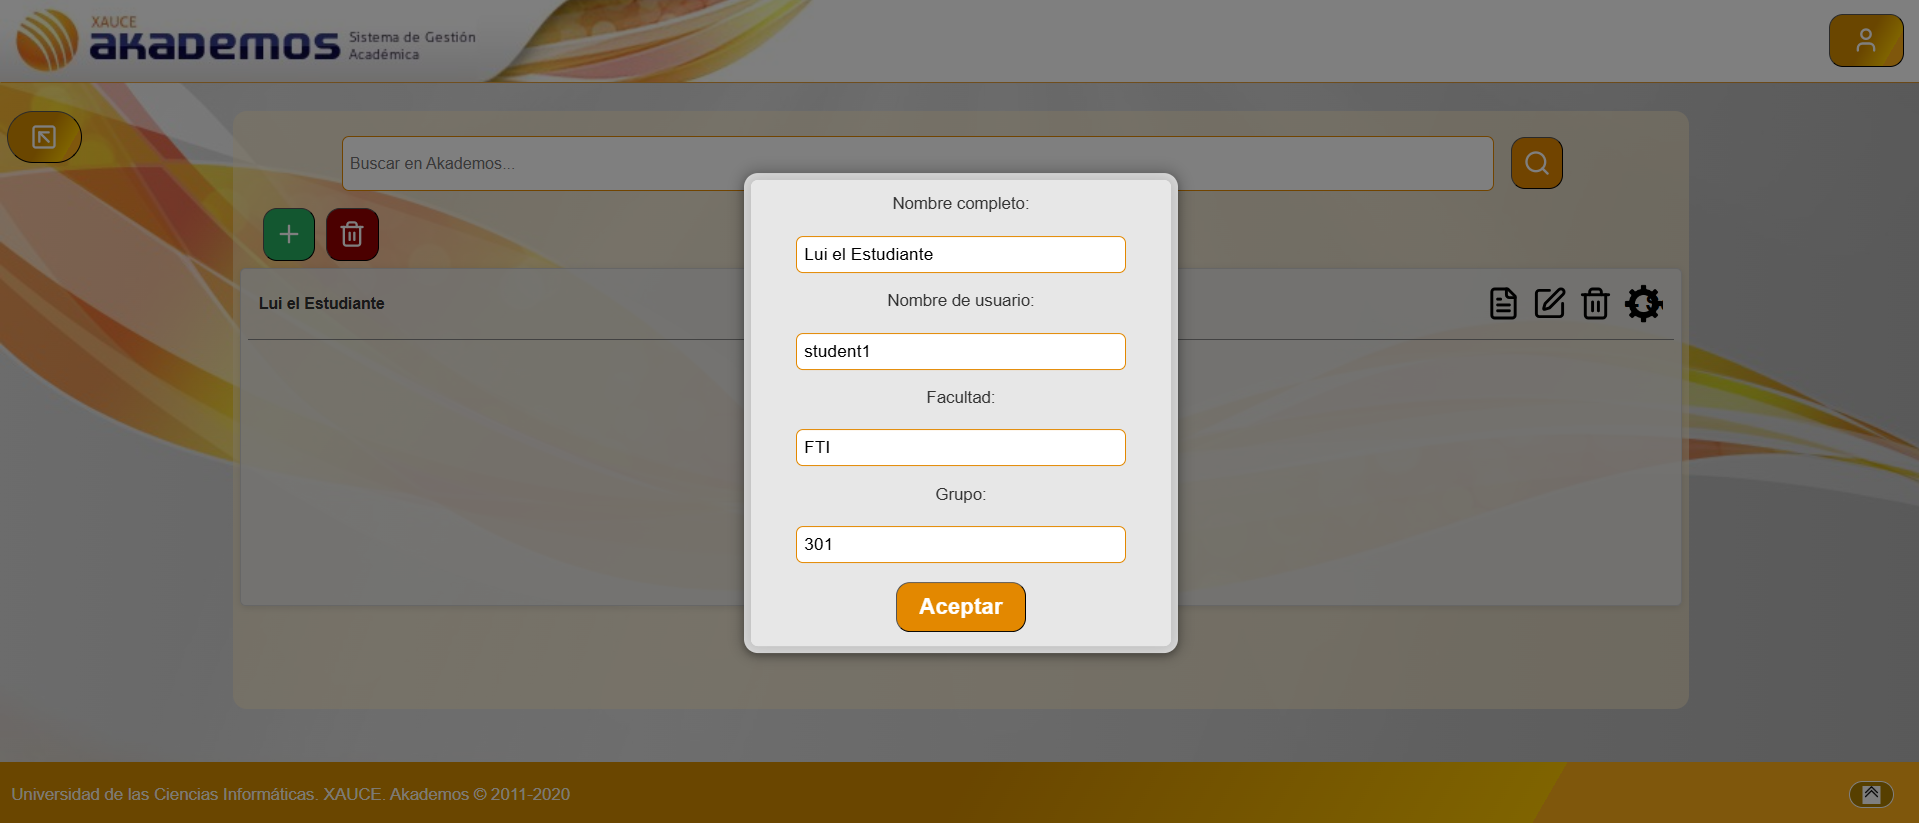 XAUCE
akademos
Sistema de Gestión
Académica
Buscar en Akademos...
Nombre completo:
Lui el Estudiante
Nombre de usuario:
Lui el Estudiante
student1
Facultad:
FTI
Grupo:
301
Aceptar
Universidad de las Ciencias Informáticas. XAUCE. Akademos © 2011-2020